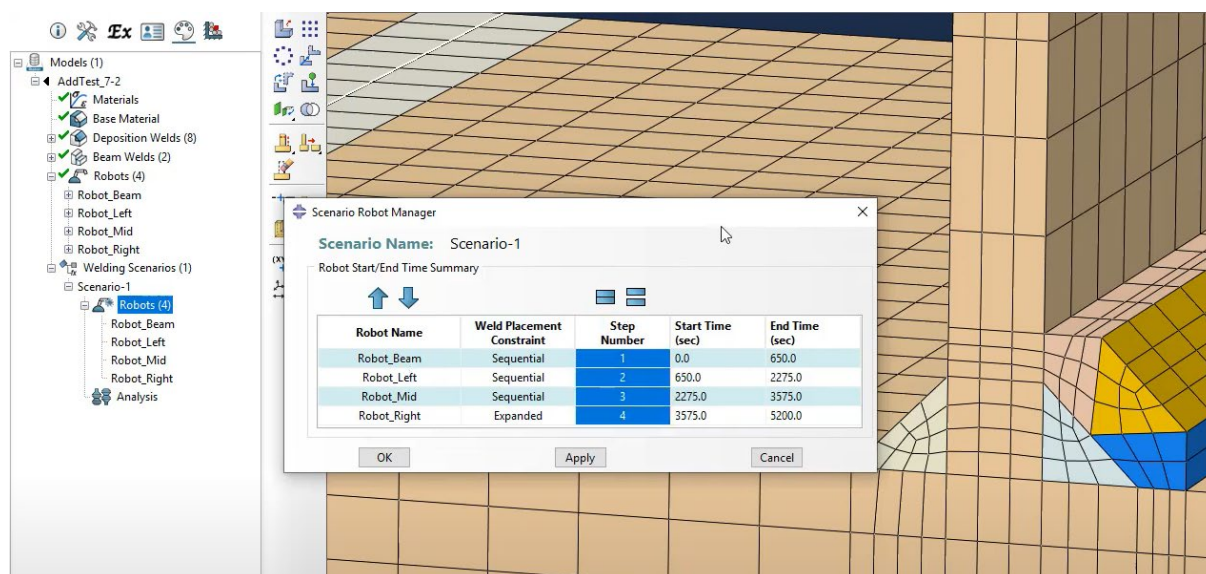 Ex
Models (1)
AddTest_7-2
Materials
Base Material
Deposition Welds (8)
Beam Welds (2)
Robots (4)
Robot_Beam
Robot_Left
Robot_Mid
Robot_Right
Welding Scenarios (1)
Scenario-1
Robots (4)
Robot_Beam
Robot_Left
Robot_Mid
Robot_Right
Analysis
Scenario Robot Manager
Scenario Name: Scenario-1
Robot Start/End Time Summary
Robot Name Weld Placement Constraint Step Number Start Time (sec) End Time (sec)
Robot_Beam Sequential 1 0.0 650.0
Robot_Left Sequential 2 650.0 2275.0
Robot_Mid Sequential 3 2275.0 3575.0
Robot_Right Expanded 4 3575.0 5200.0
OK Apply Cancel